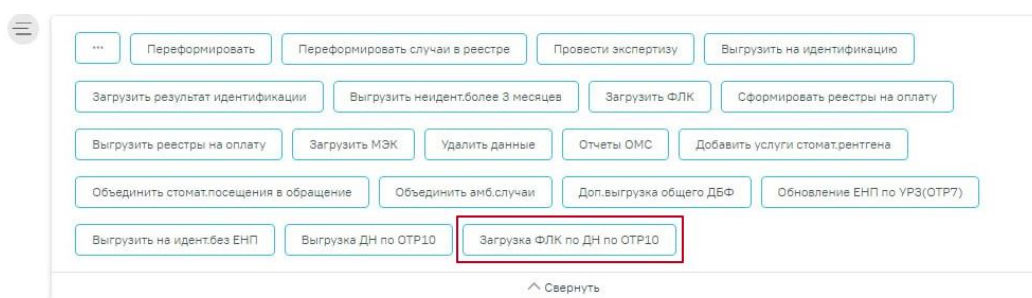 ... Переформировать Переформировать случаи в реестре Провести экспертизу Выгрузить на идентификацию
Загрузить результат идентификации Выгрузить неидент.более 3 месяцев Загрузить ФЛК Сформировать реестры на оплату
Выгрузить реестры на оплату Загрузить МЭК Удалить данные Отчеты ОМС Добавить услуги стомат.рентгена
Объединить стомат.посещения в обращение Объединить амб.случаи Доп.выгрузка общего ДБФ Обновление ЕНП по УРЗ(ОТР7)
Выгрузить на идент.без ЕНП Выгрузка ДН по ОТР10 Загрузка ФЛК по ДН по ОТР10
Свернуть